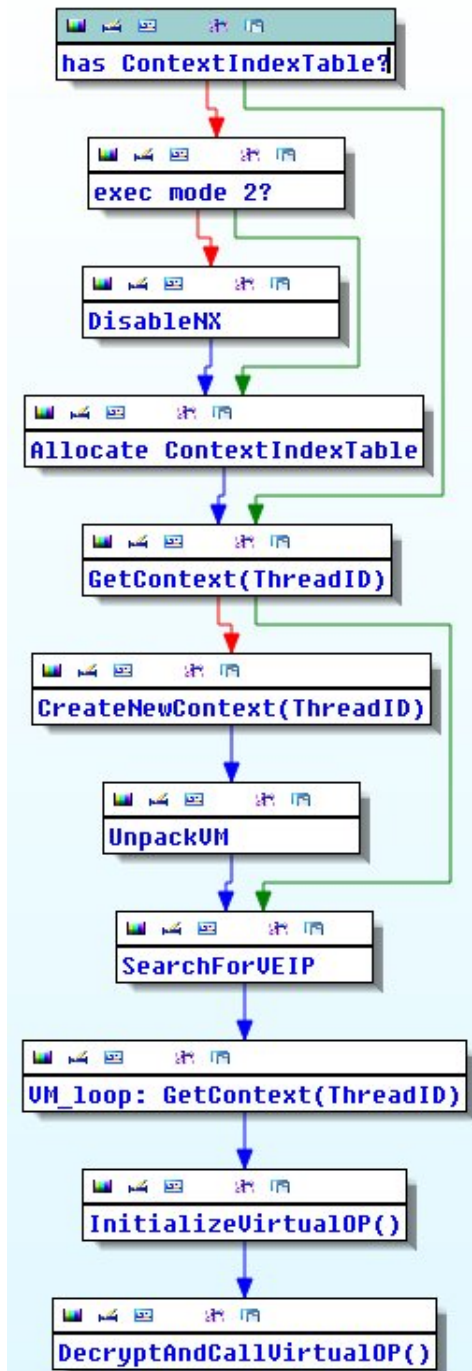 has ContextIndexTable?
exec mode 2?
DisableNX
Allocate ContextIndexTable
GetContext(ThreadID)
CreateNewContext(ThreadID)
UnpackVM
SearchForVEIP
VM_loop: GetContext(ThreadID)
InitializeVirtualOP()
DecryptAndCallVirtualOP()